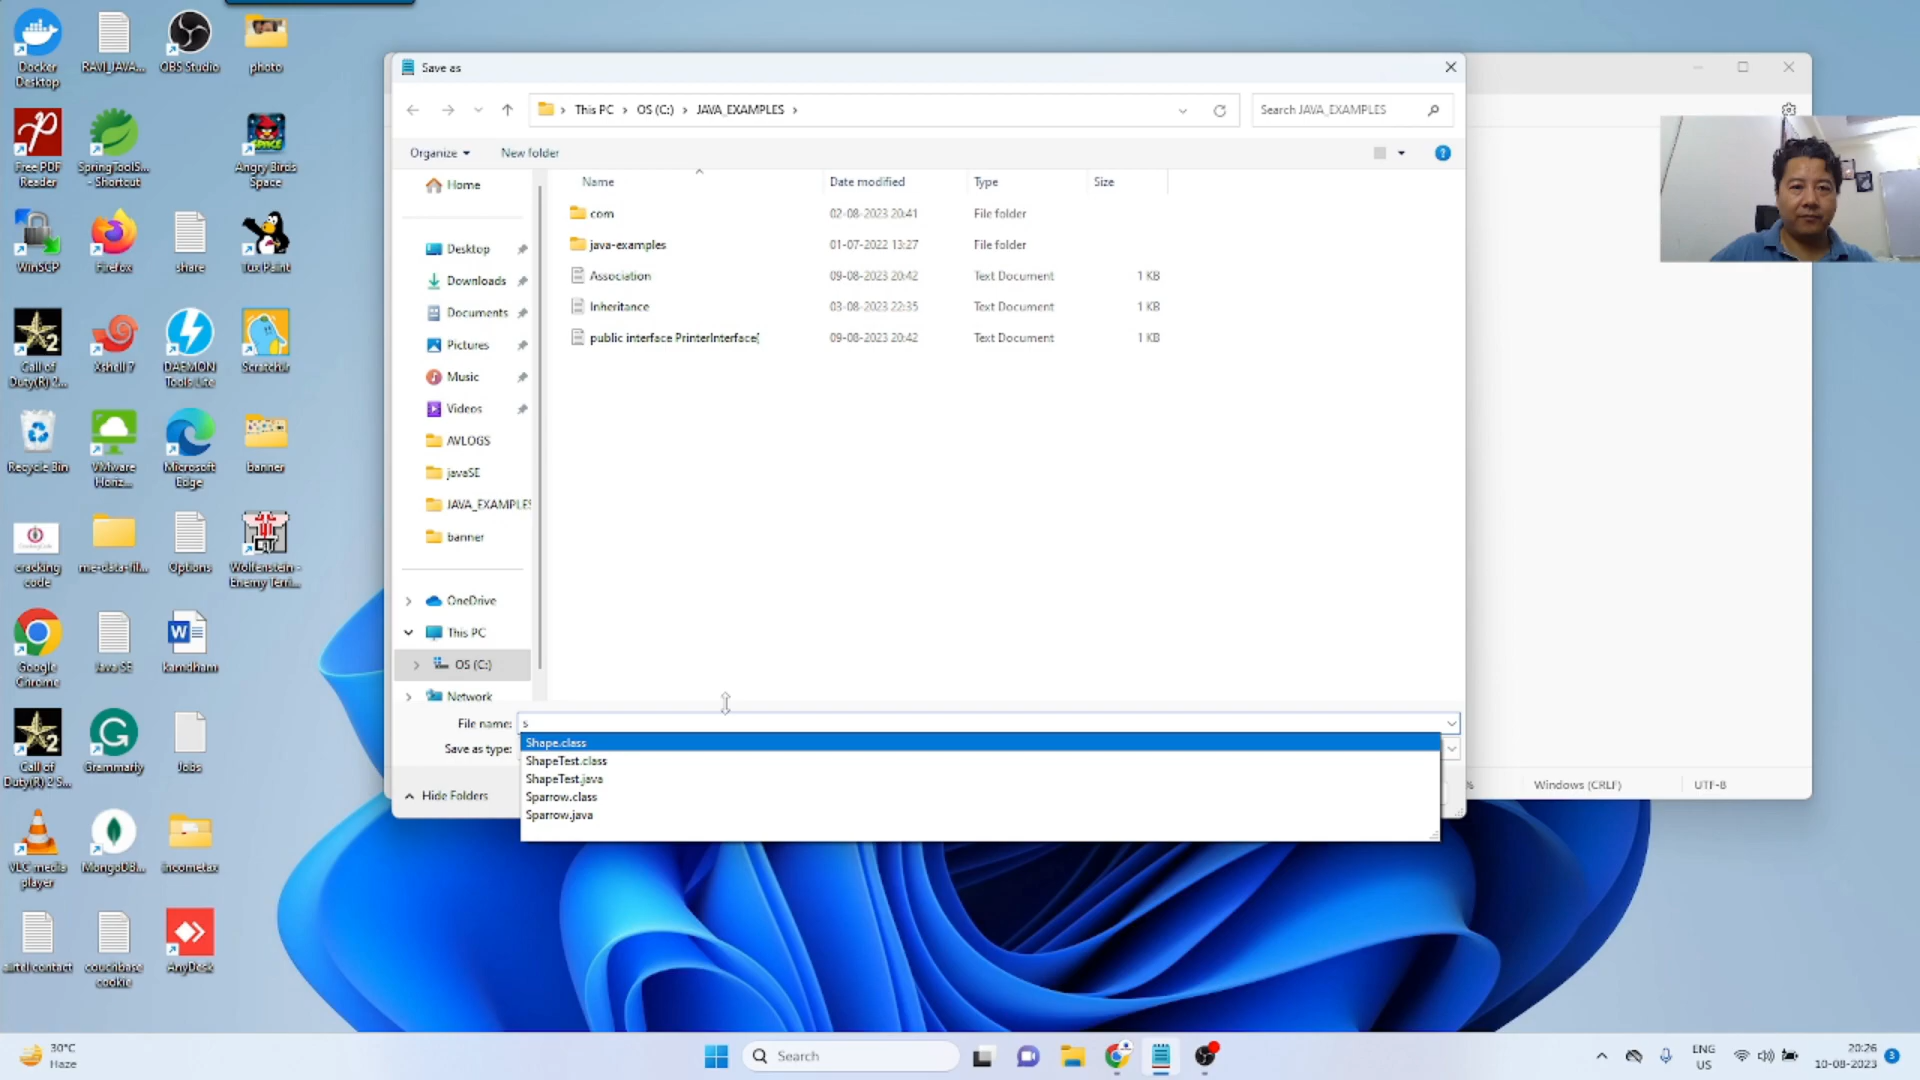 Docker Desktop
RAVI_JAVA...
OBS Studio
photo
Free PDF Reader
SpringToolS... - Shortcut
Angry Birds Space
WinSCP
Firefox
share
Tux Paint
Call of Duty(R) 2...
Xshell 7
DAEMON Tools Lite
ScratchJr
Recycle Bin
VMware Horiz...
Microsoft Edge
banner
cracking code
Options
Wolfenstein - Enemy Terri...
Google Chrome
Java SE
Call of Duty(R) 2 S...
Grammarly
Jobs
VLC media player
MongoDB...
incometax
airtell contact
couchbase cookie
AnyDesk
Save as
This PC
OS (C:)
JAVA_EXAMPLES
Search JAVA_EXAMPLES
Organize
New folder
Name
Date modified
Type
Size
com
02-08-2023 20:41
File folder
java-examples
01-07-2022 13:27
File folder
Association
09-08-2023 20:42
Text Document
1 KB
Inheritance
03-08-2023 22:35
Text Document
1 KB
public interface PrinterInterface{
09-08-2023 20:42
Text Document
1 KB
Home
Desktop
Downloads
Documents
Pictures
Music
Videos
AVLOGS
javaSE
JAVA_EXAMPLES
banner
OneDrive
This PC
OS (C:)
Network
File name:
s
Save as type:
Shape.class
ShapeTest.class
ShapeTest.java
Sparrow.class
Sparrow.java
Hide Folders
%
Windows (CRLF)
UTF-8
30°C
Haze
Search
ENG
US
20:26
10-08-2023
3